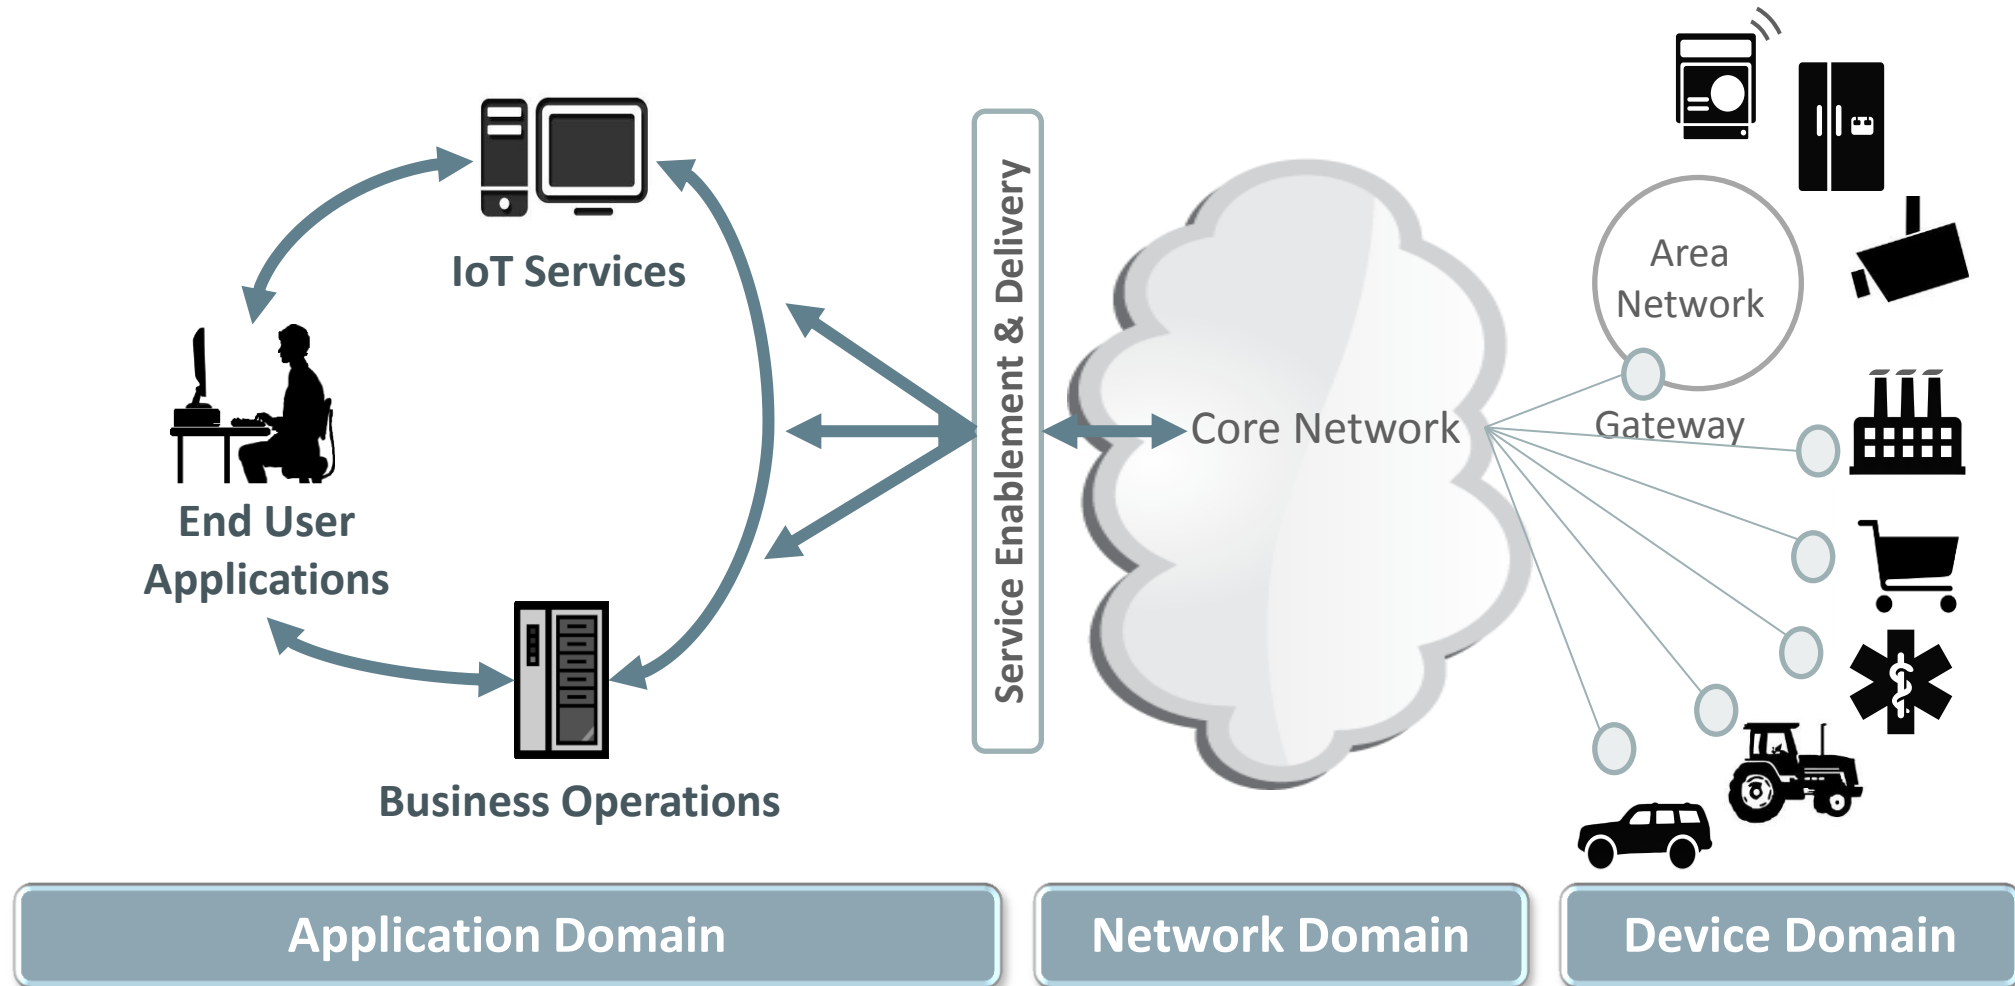 IoT Services
End User
Applications
Business Operations
Service Enablement & Delivery
Core Network
Area
Network
Gateway
Application Domain
Network Domain
Device Domain